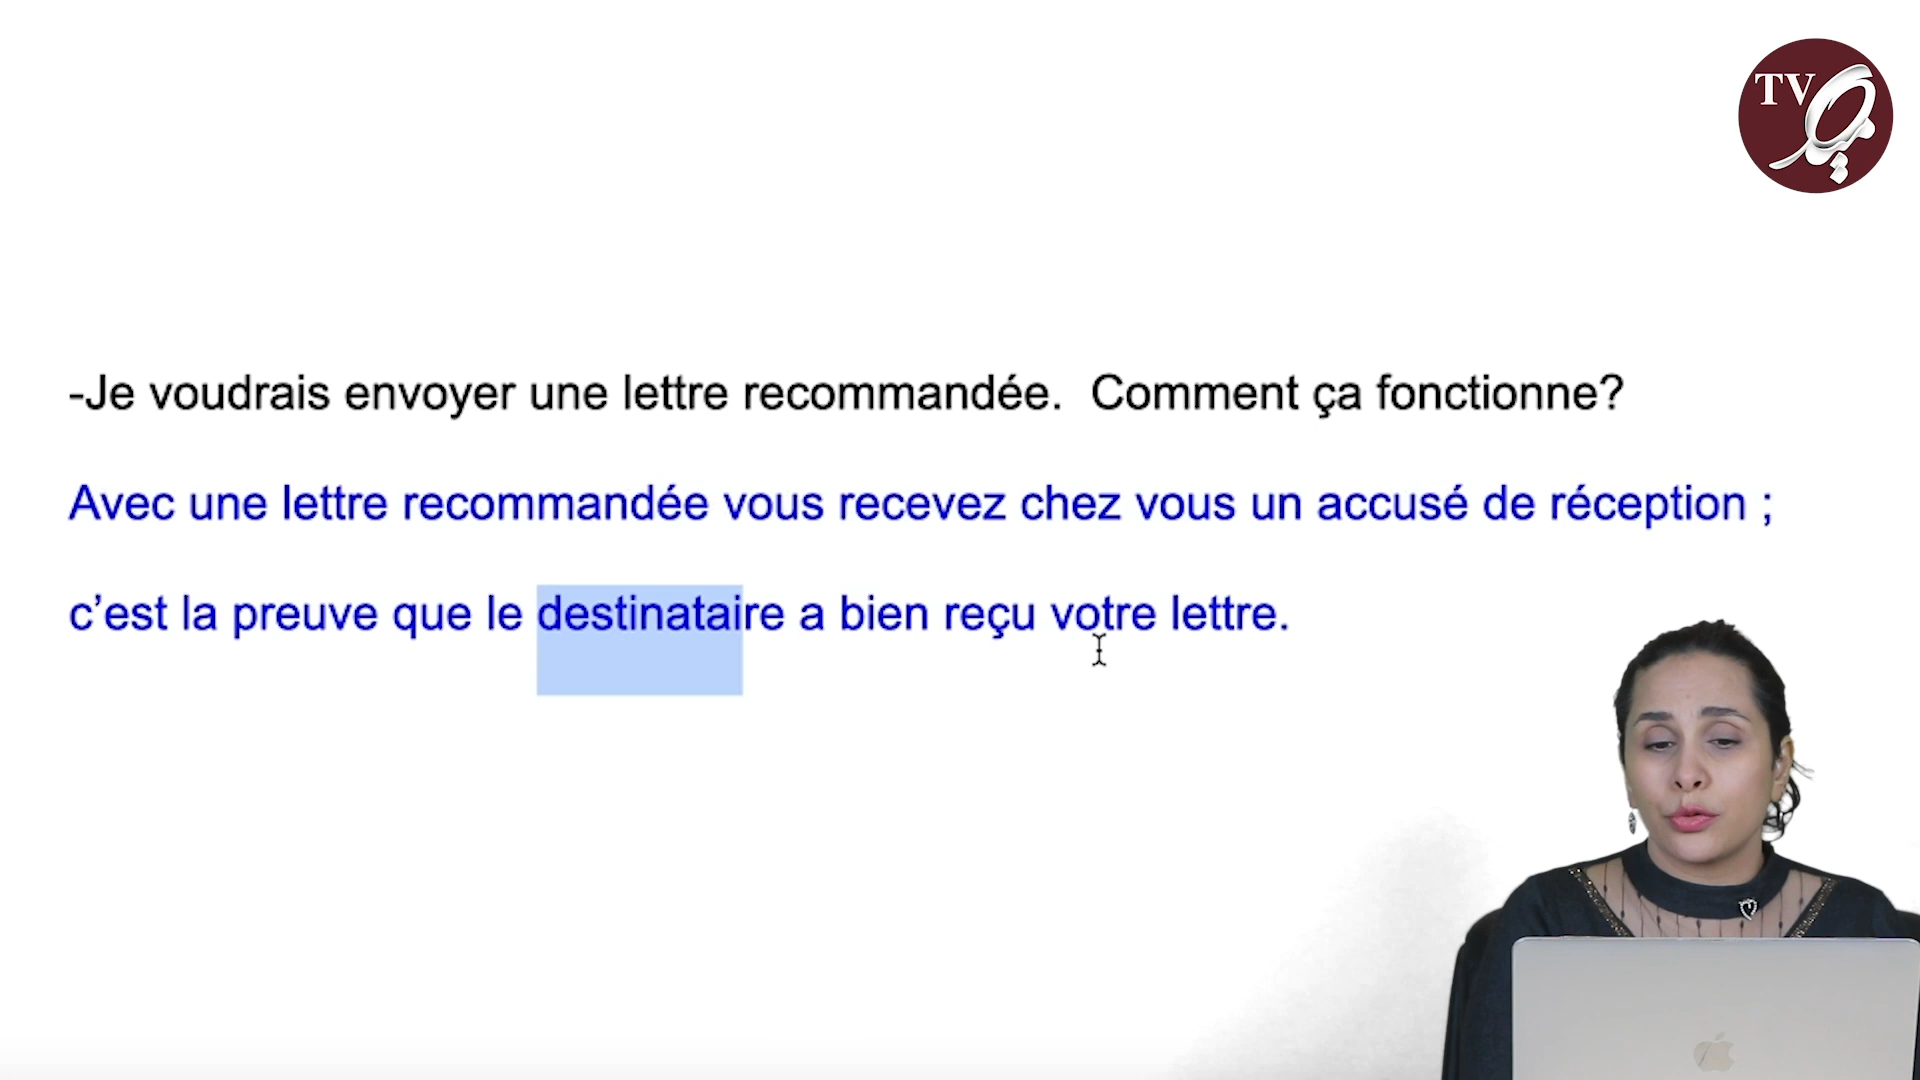 TV
-Je voudrais envoyer une lettre recommandée.  Comment ça fonctionne?
Avec une lettre recommandée vous recevez chez vous un accusé de réception ;
c’est la preuve que le destinataire a bien reçu votre lettre.